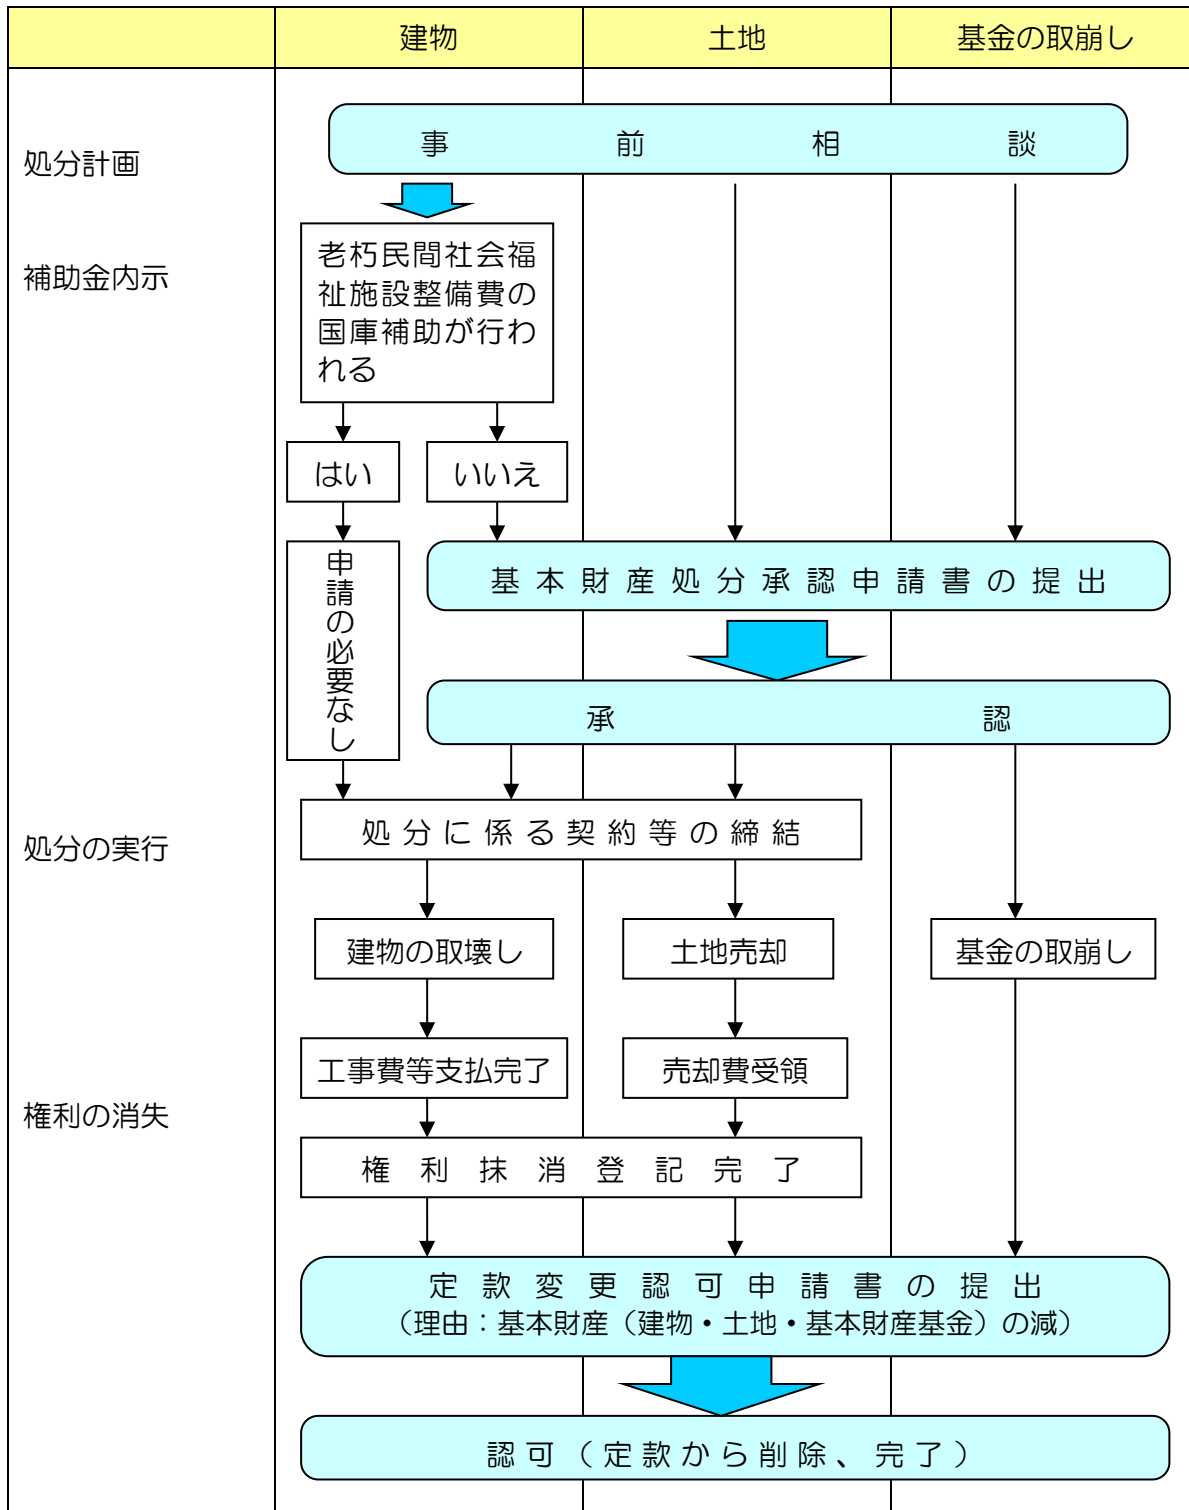 建物 土地 基金の取崩し
処分計画
事前相談
補助金内示
老朽民間社会福
祉施設整備費の
国庫補助が行わ
れる
はい いいえ
申請の必要なし
基本財産処分承認申請書の提出
承認
処分の実行
処分に係る契約等の締結
建物の取壊し 土地売却 基金の取崩し
工事費等支払完了 売却費受領
権利の消失
権利抹消登記完了
定款変更認可申請書の提出
（理由：基本財産（建物・土地・基本財産基金）の減）
認可（定款から削除、完了）